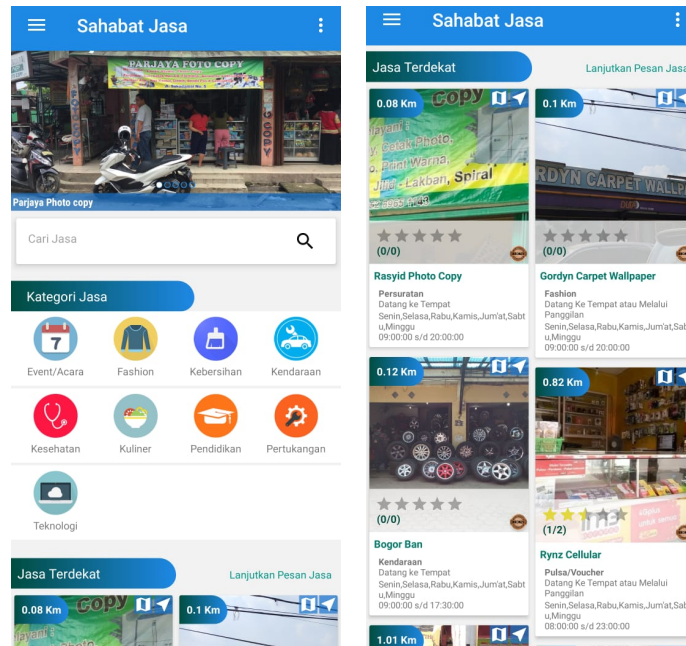 Sahabat Jasa
PARJAYA FOTO COPY
Parjaya Photo copy
Cari Jasa
Kategori Jasa
7
Event/Acara
Fashion
Kebersihan
Kendaraan
Kesehatan
Kuliner
Pendidikan
Pertukangan
Teknologi
Jasa Terdekat
Lanjutkan Pesan Jasa
0.08 Km
COPY
0.1 Km
Sahabat Jasa
Jasa Terdekat
Lanjutkan Pesan Jasa
0.08 Km
Copy
Cetak Photo,
Print Warna,
Jilid - Lakban, Spiral
(0/0)
Rasyid Photo Copy
Persuratan
Datang ke Tempat
Senin,Selasa,Rabu,Kamis,Jum'at,Sabt
u,Minggu
09:00:00 s/d 20:00:00
0.1 Km
RDYN CARPET WALLP
(0/0)
Gordyn Carpet Wallpaper
Fashion
Datang Ke Tempat atau Melalui
Panggilan
Senin,Selasa,Rabu,Kamis,Jum'at,Sab
u,Minggu
09:00:00 s/d 20:00:00
0.12 Km
(0/0)
Bogor Ban
Kendaraan
Datang ke Tempat
Senin,Selasa,Rabu,Kamis,Jum'at,Sabt
u,Minggu
09:00:00 s/d 17:30:00
0.82 Km
(1/2)
Rynz Cellular
Pulsa/Voucher
Datang Ke Tempat atau Melalui
Panggilan
Senin,Selasa,Rabu,Kamis,Jum'at,Sab
u,Minggu
08:00:00 s/d 23:00:00
1.01 Km